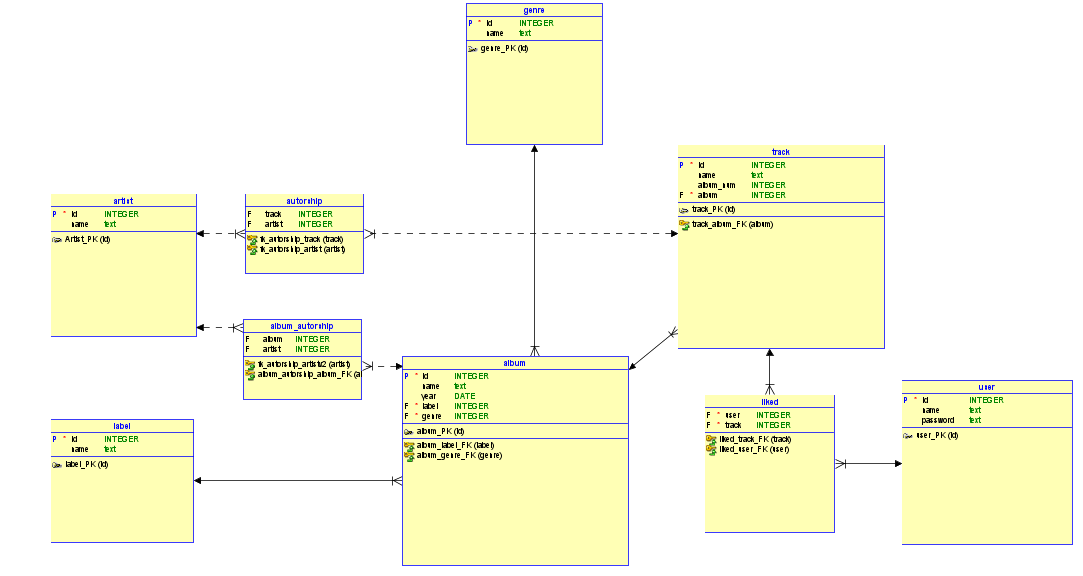 genre
P * id INTEGER
name text
genre_PK (id)
track
P * id INTEGER
name text
album_num INTEGER
F * album INTEGER
track_PK (id)
track_album_FK (album)
artist
P * id INTEGER
name text
Artist_PK (id)
autorship
F track INTEGER
F artist INTEGER
fk_autorship_track (track)
fk_autorship_artist (artist)
album_autorship
F album INTEGER
F artist INTEGER
fk_autorship_artistv2 (artist)
album_autorship_album_FK (a
album
P * id INTEGER
name text
year DATE
F * label INTEGER
F * genre INTEGER
album_PK (id)
album_label_FK (label)
album_genre_FK (genre)
label
P * id INTEGER
name text
label_PK (id)
liked
F * user INTEGER
F * track INTEGER
liked_track_FK (track)
liked_user_FK (user)
user
P * id INTEGER
name text
password text
user_PK (id)